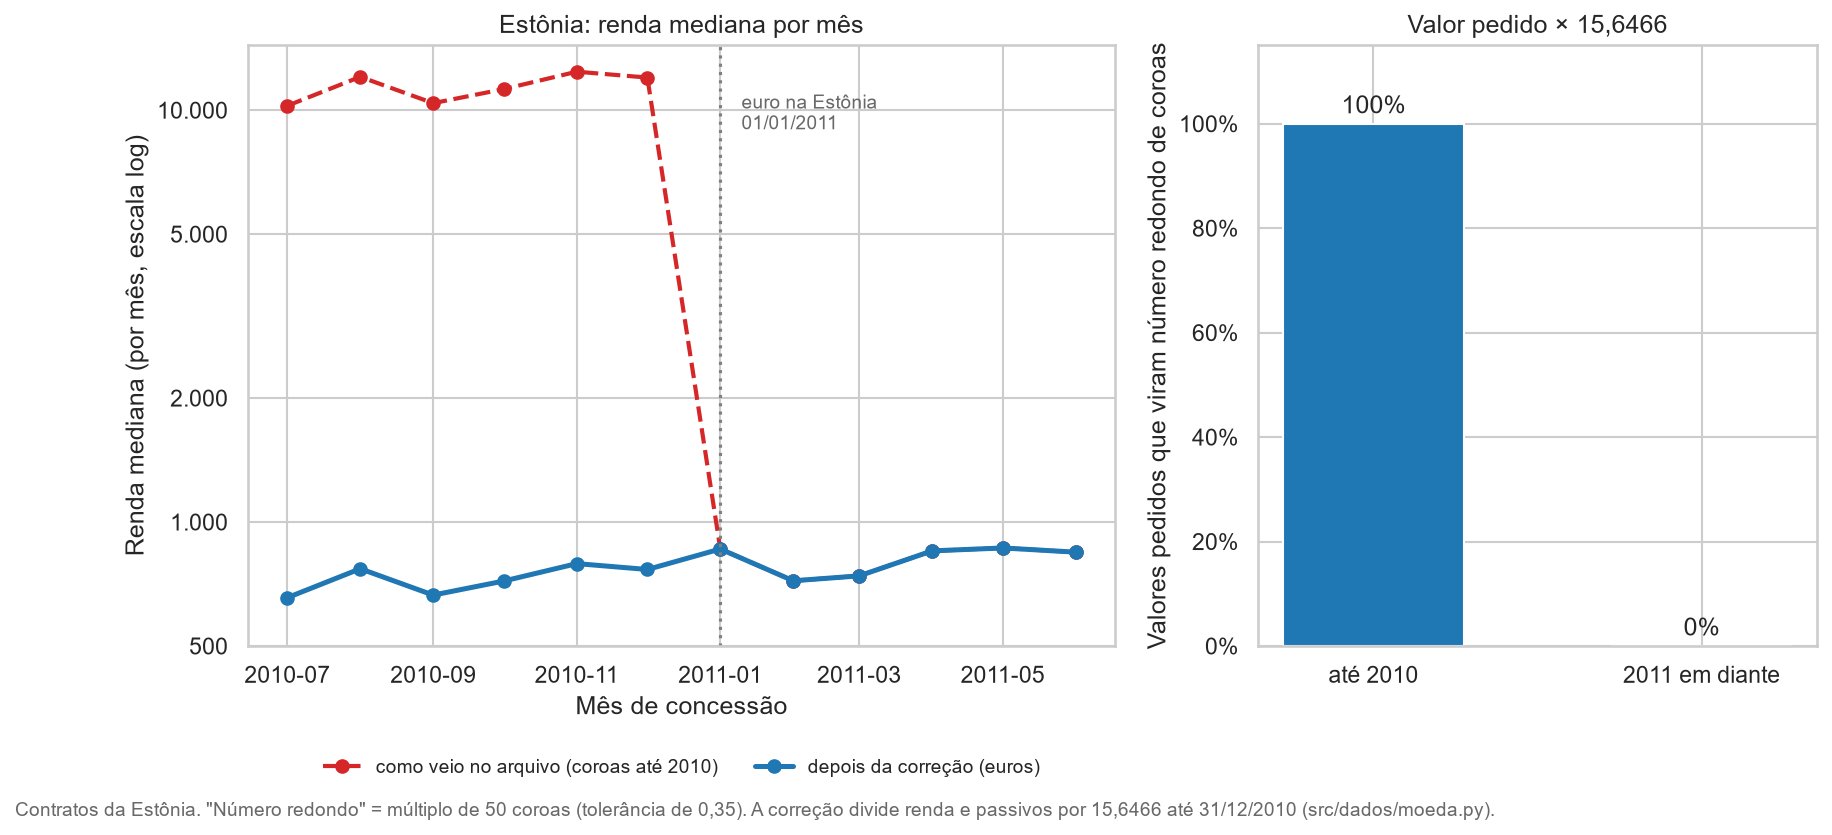 Estônia: renda mediana por mês
Renda mediana (por mês, escala log)
10.000
5.000
2.000
1.000
500
euro na Estônia
01/01/2011
2010-07
2010-09
2010-11
2011-01
2011-03
2011-05
Mês de concessão
como veio no arquivo (coroas até 2010)
depois da correção (euros)
Valor pedido × 15,6466
Valores pedidos que viram número redondo de coroas
100%
80%
60%
40%
20%
0%
100%
0%
até 2010
2011 em diante
Contratos da Estônia. "Número redondo" = múltiplo de 50 coroas (tolerância de 0,35). A correção divide renda e passivos por 15,6466 até 31/12/2010 (src/dados/moeda.py).